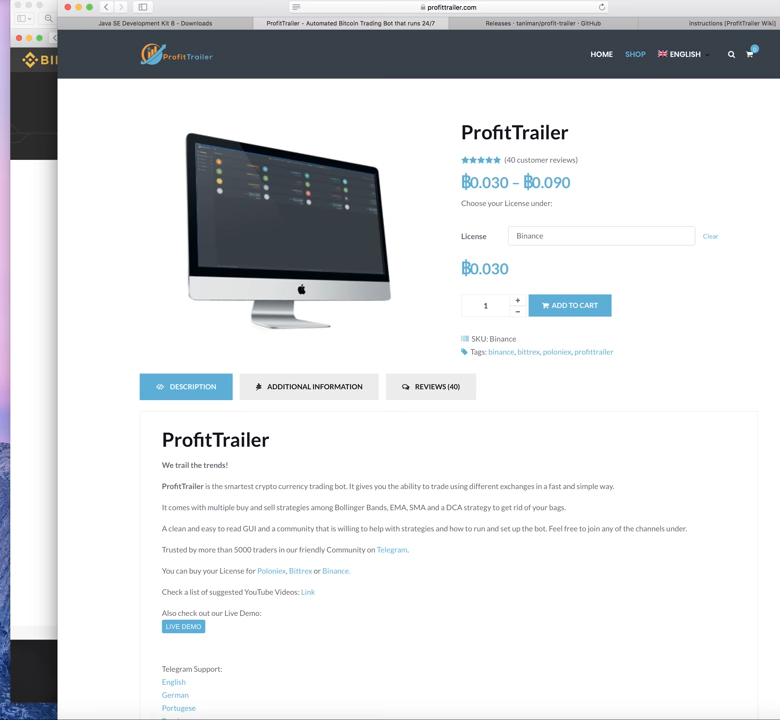 profittrailer.com
Java SE Development Kit 8 - Downloads
ProfitTrailer - Automated Bitcoin Trading Bot that runs 24/7
Releases · taniman/profit-trailer · GitHub
instructions [ProfitTrailer Wiki]
BI
ProfitTrailer
HOME
SHOP
ENGLISH
0
ProfitTrailer
(40 customer reviews)
฿0.030 – ฿0.090
Choose your License under:
License
Binance
Clear
฿0.030
1
+
−
ADD TO CART
SKU: Binance
Tags: binance, bittrex, poloniex, profittrailer
DESCRIPTION
ADDITIONAL INFORMATION
REVIEWS (40)
ProfitTrailer
We trail the trends!
ProfitTrailer is the smartest crypto currency trading bot. It gives you the ability to trade using different exchanges in a fast and simple way.
It comes with multiple buy and sell strategies among Bollinger Bands, EMA, SMA and a DCA strategy to get rid of your bags.
A clean and easy to read GUI and a community that is willing to help with strategies and how to run and set up the bot. Feel free to join any of the channels under.
Trusted by more than 5000 traders in our friendly Community on Telegram.
You can buy your License for Poloniex, Bittrex or Binance.
Check a list of suggested YouTube Videos: Link
Also check out our Live Demo:
LIVE DEMO
Telegram Support:
English
German
Portugese